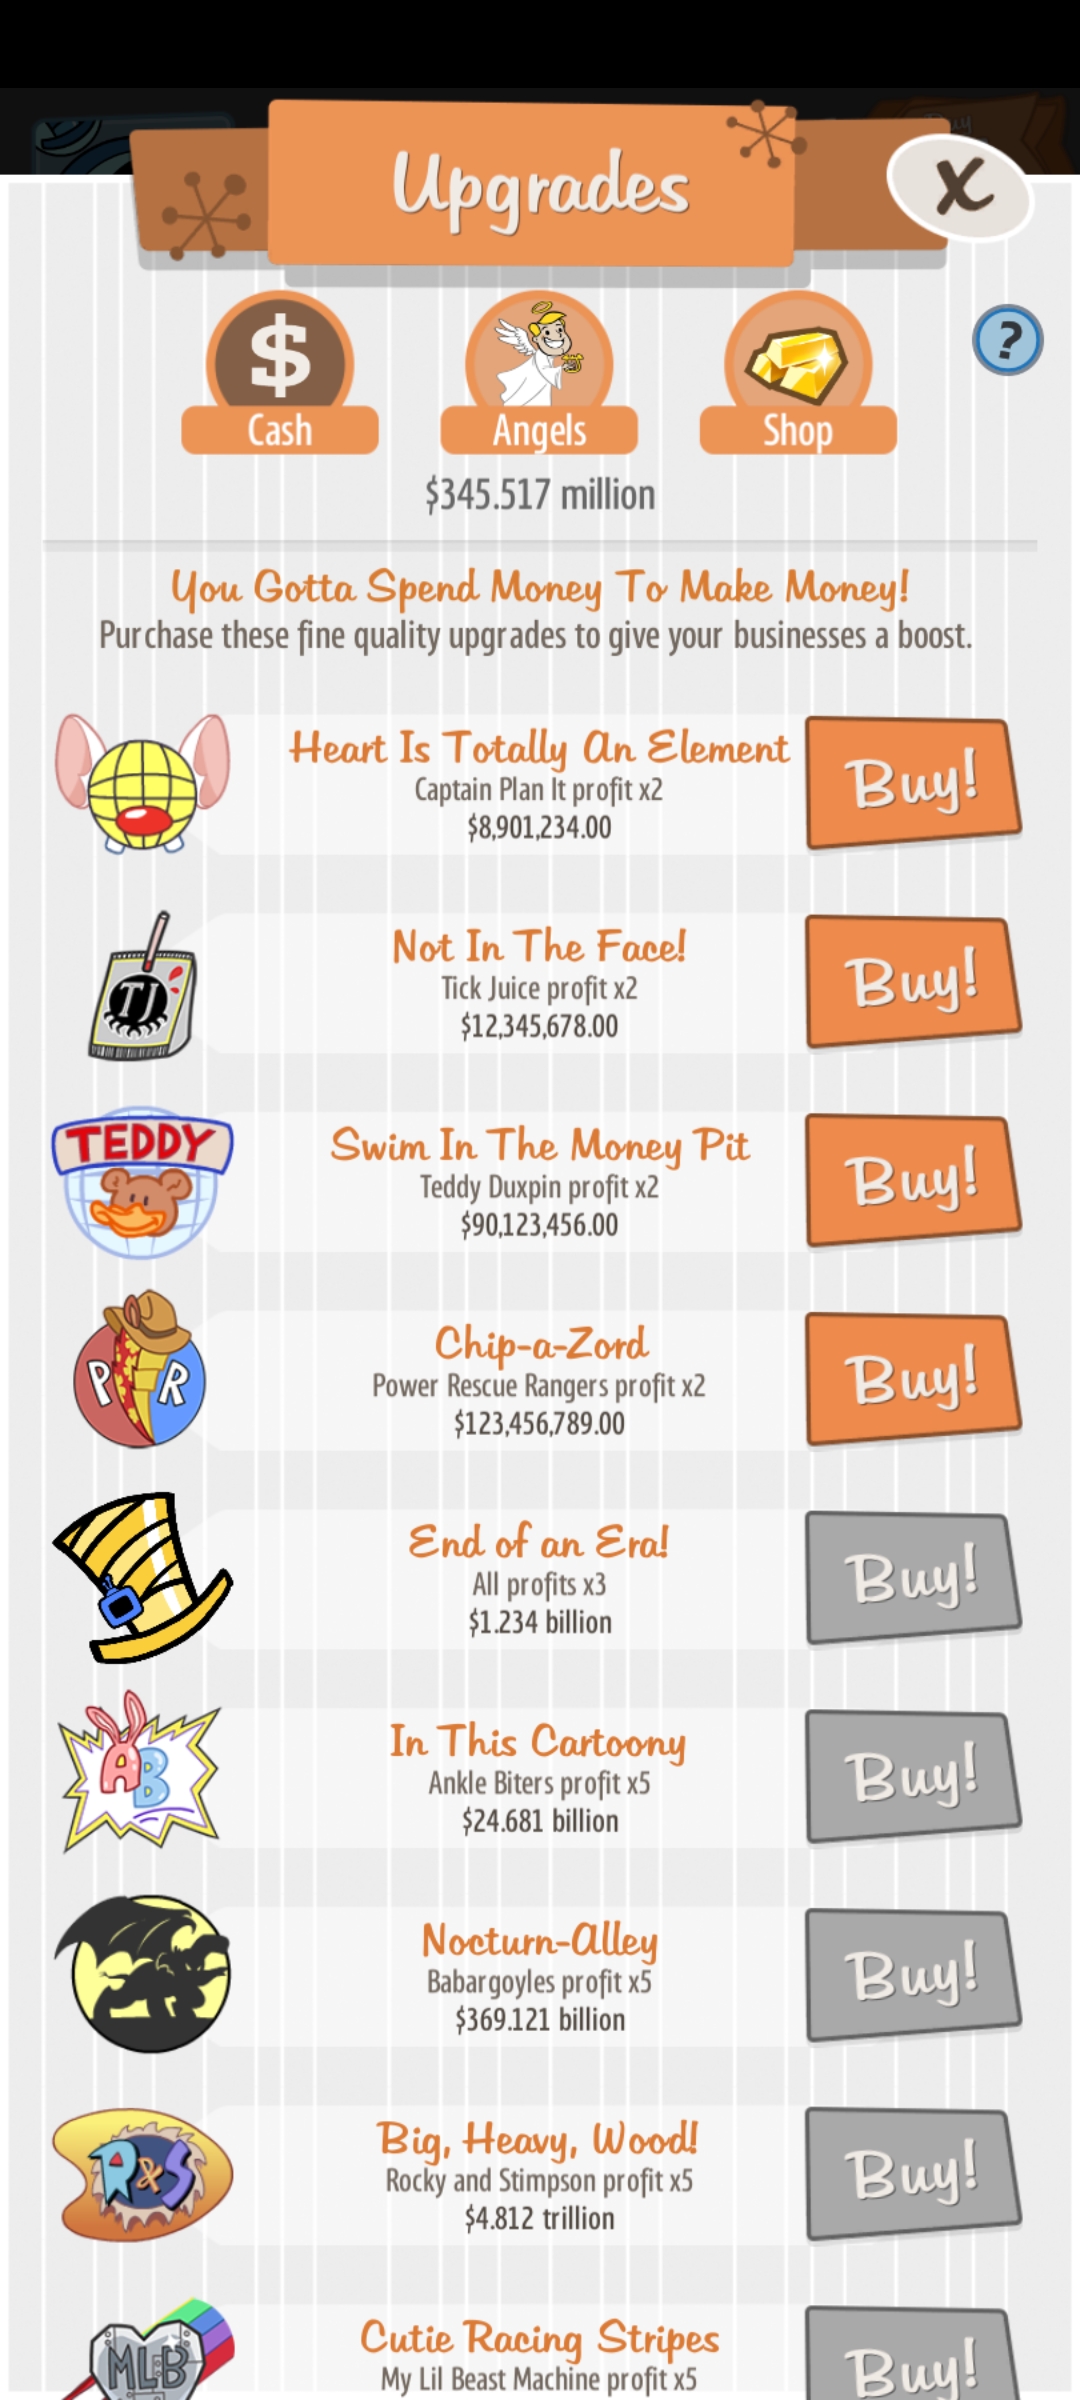 Upgrades
X
$
?
Cash
Angels
Shop
$345.517 million
You Gotta Spend Money To Make Money!
Purchase these fine quality upgrades to give your businesses a boost.
Heart Is Totally An Element
Captain Plan It profit x2
$8,901,234.00
Buy!
TJ
Not In The Face!
Tick Juice profit x2
$12,345,678.00
Buy!
TEDDY
Swim In The Money Pit
Teddy Duxpin profit x2
$90,123,456.00
Buy!
P R
Chip-a-Zord
Power Rescue Rangers profit x2
$123,456,789.00
Buy!
End of an Era!
All profits x3
$1.234 billion
Buy!
AB
In This Cartoony
Ankle Biters profit x5
$24.681 billion
Buy!
Nocturn-Alley
Babargoyles profit x5
$369.121 billion
Buy!
R&S
Big, Heavy, Wood!
Rocky and Stimpson profit x5
$4.812 trillion
Buy!
MLB
Cutie Racing Stripes
My Lil Beast Machine profit x5
Buy!